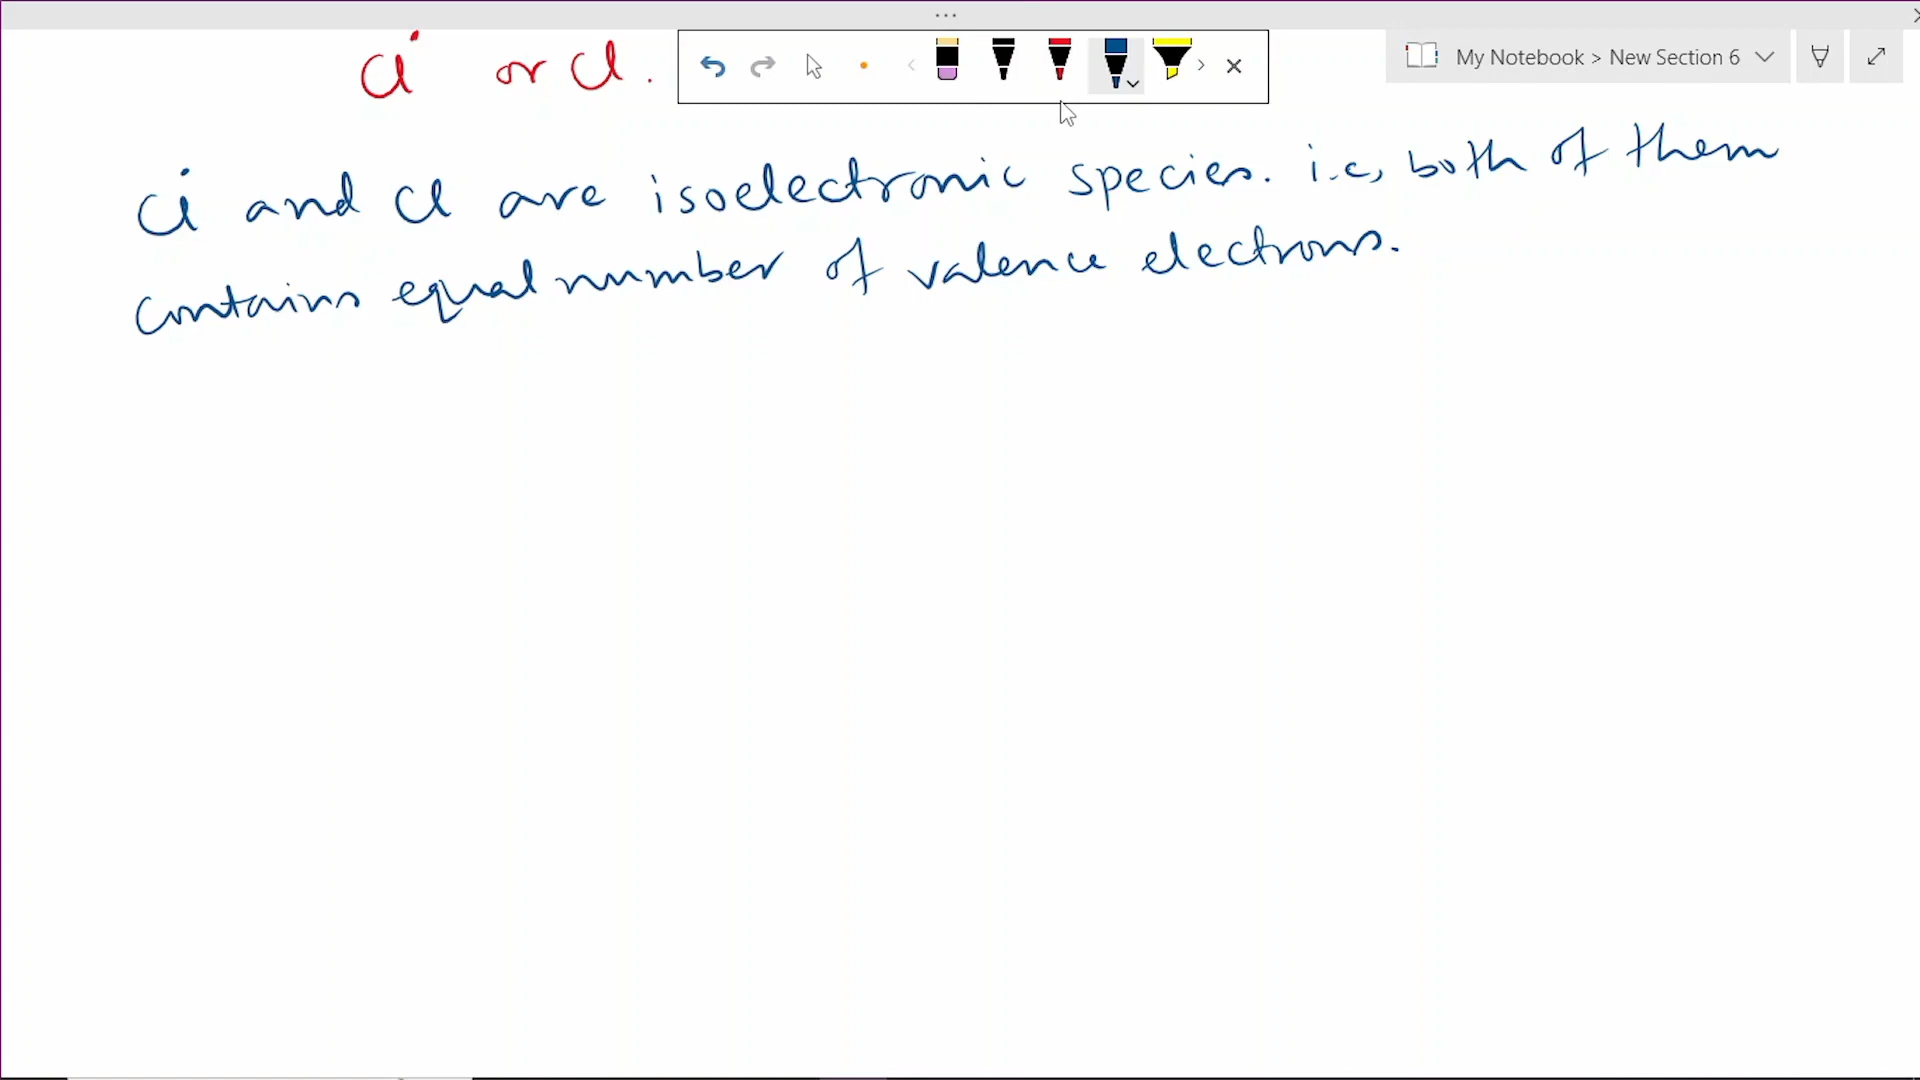 Cl⁻ or Cl.
My Notebook > New Section 6
Cl⁻ and Cl are isoelectronic species. i.e, both of them
contains equal number of valence electrons.